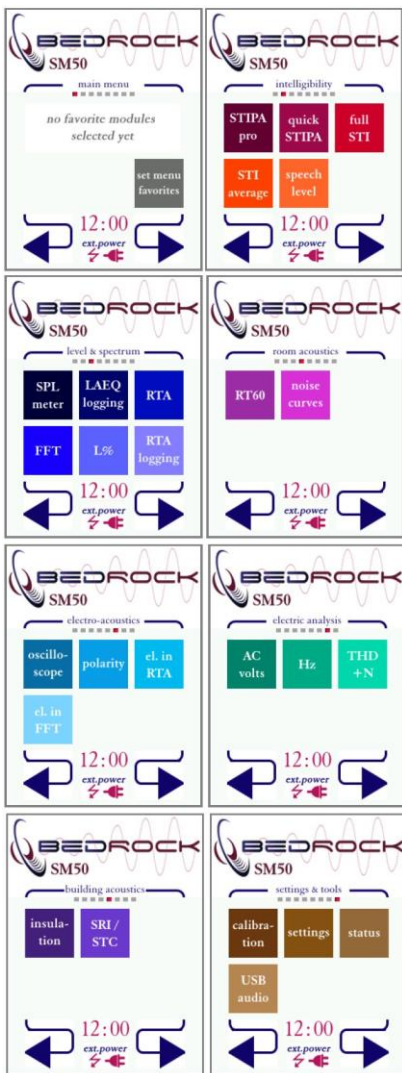 BEDROCK
SM50
main menu
no favorite modules
selected yet
set menu
favorites
12:00
ext.power
BEDROCK
SM50
intelligibility
STIPA
pro
quick
STIPA
full
STI
STI
average
speech
level
12:00
ext.power
BEDROCK
SM50
level & spectrum
SPL
meter
LAEQ
logging
RTA
FFT
L%
RTA
logging
12:00
ext.power
BEDROCK
SM50
room acoustics
RT60
noise
curves
12:00
ext.power
BEDROCK
SM50
electro-acoustics
oscillo-
scope
polarity
el. in
RTA
el. in
FFT
12:00
ext.power
BEDROCK
SM50
electric analysis
AC
volts
Hz
THD
+N
12:00
ext.power
BEDROCK
SM50
building acoustics
insula-
tion
SRI /
STC
12:00
ext.power
BEDROCK
SM50
settings & tools
calibra-
tion
settings
status
USB
audio
12:00
ext.power